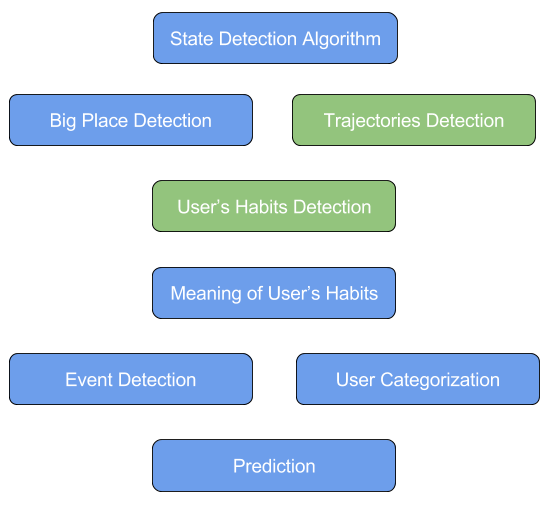 State Detection Algorithm
Big Place Detection
Trajectories Detection
User’s Habits Detection
Meaning of User’s Habits
Event Detection
User Categorization
Prediction